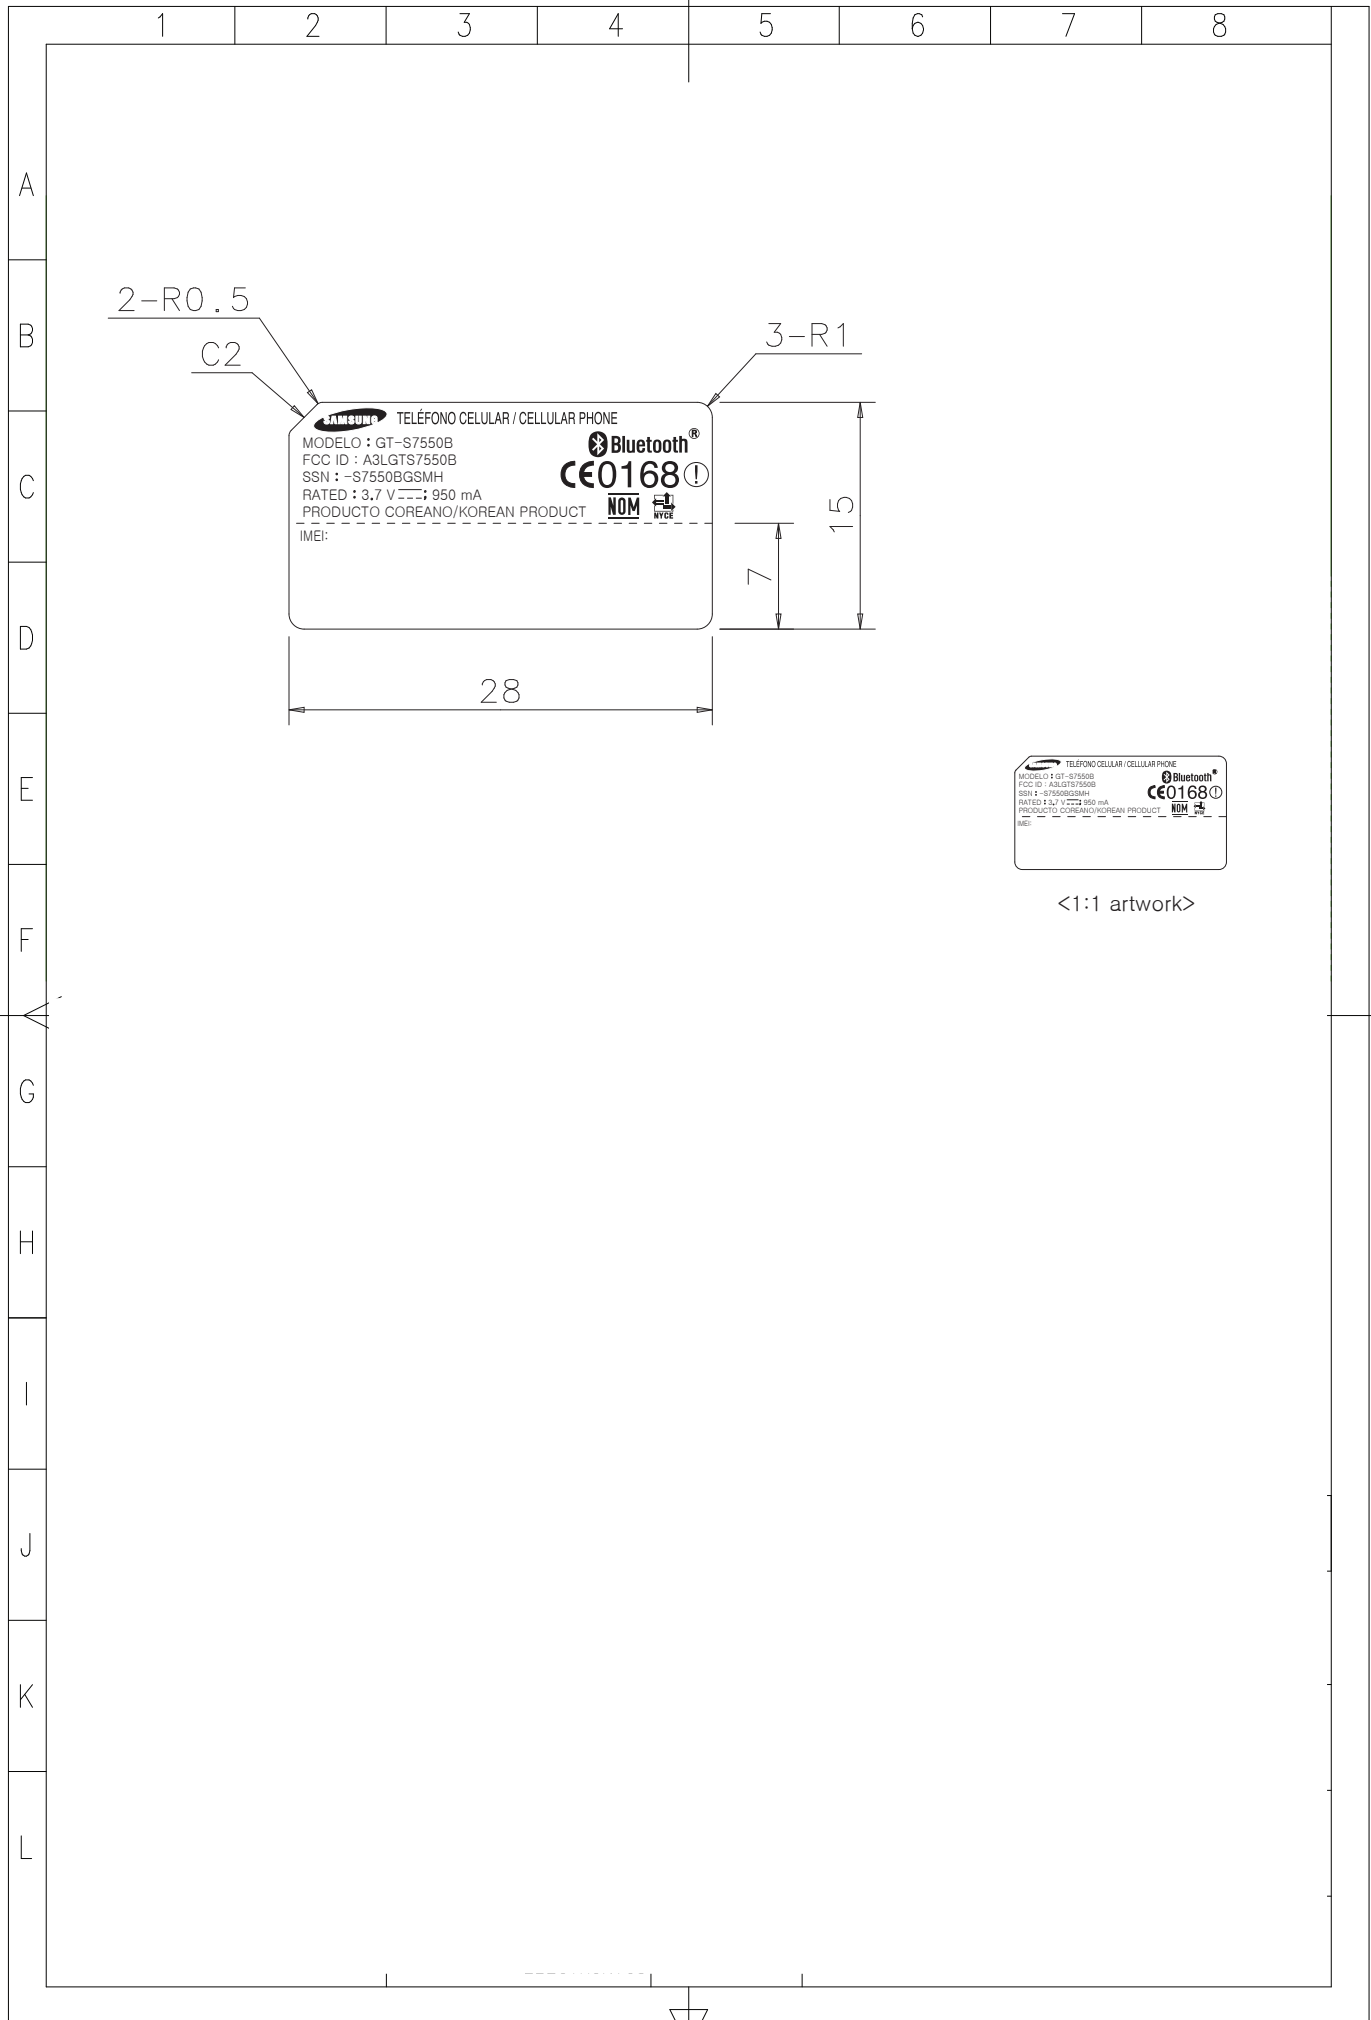 1 2 3 4 5 6 7 8
A
B
C
D
E
F
G
H
I
J
K
L
2-R0.5
C2
3-R1
SAMSUNG TELÉFONO CELULAR / CELLULAR PHONE
MODELO : GT-S7550B
FCC ID : A3LGTS7550B
SSN : -S7550BGSMH
RATED : 3.7 V ⎓; 950 mA
PRODUCTO COREANO/KOREAN PRODUCT
Bluetooth®
CE0168
NOM NYCE
IMEI:
15
7
28
TELÉFONO CELULAR / CELLULAR PHONE
MODELO : GT-S7550B
FCC ID : A3LGTS7550B
SSN : -S7550BGSMH
RATED : 3.7 V ⎓; 950 mA
PRODUCTO COREANO/KOREAN PRODUCT
Bluetooth®
CE0168
NOM NYCE
IMEI:
<1:1 artwork>